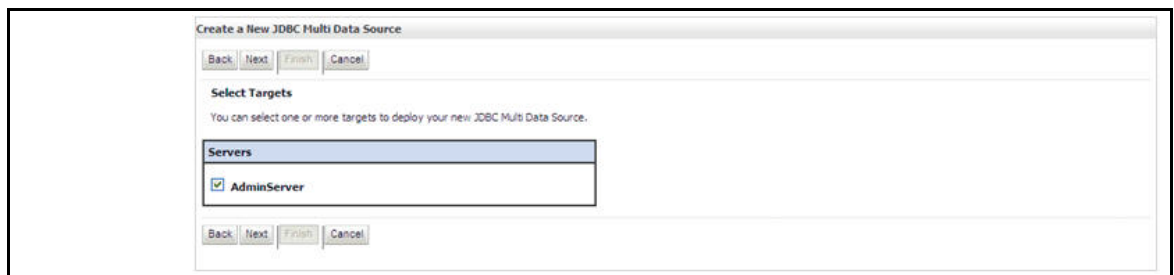 Create a New JDBC Multi Data Source
Back Next Finish Cancel
Select Targets
You can select one or more targets to deploy your new JDBC Multi Data Source.
Servers
AdminServer
Back Next Finish Cancel